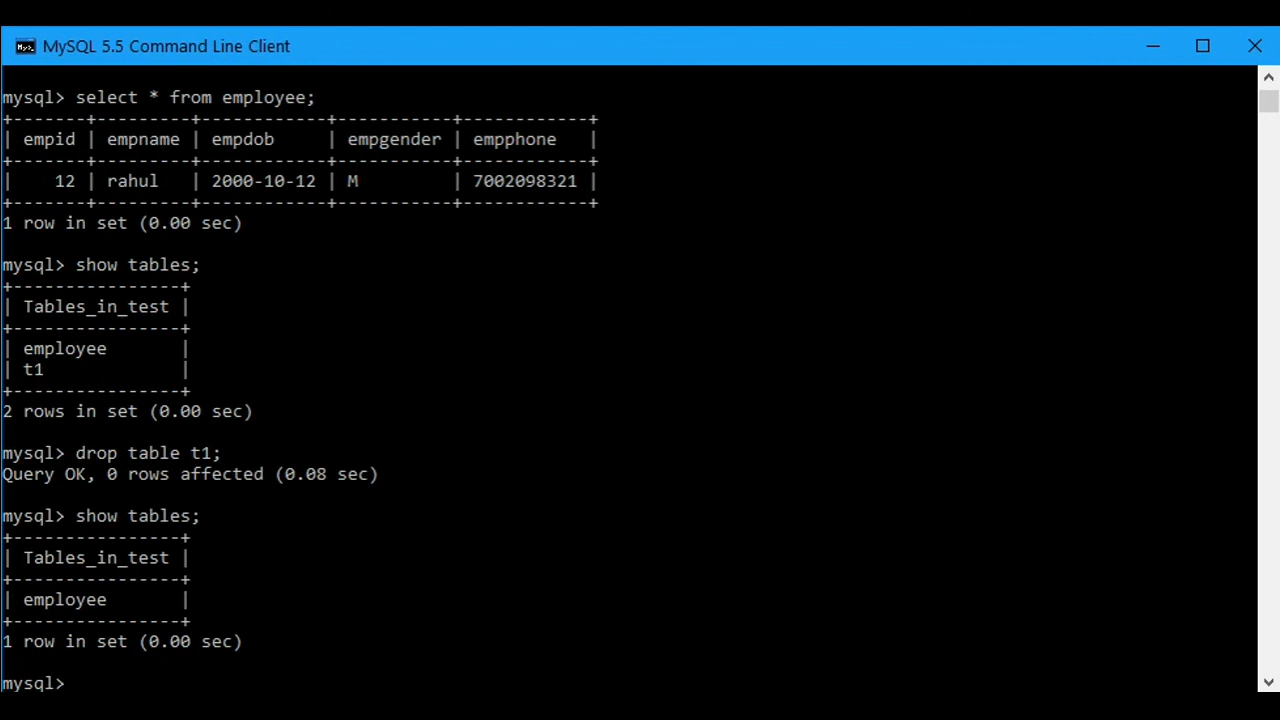 MySQL 5.5 Command Line Client
mysql> select * from employee;
+-------+---------+------------+-----------+------------+
| empid | empname | empdob     | empgender | empphone   |
+-------+---------+------------+-----------+------------+
|    12 | rahul   | 2000-10-12 | M         | 7002098321 |
+-------+---------+------------+-----------+------------+
1 row in set (0.00 sec)
mysql> show tables;
+----------------+
| Tables_in_test |
+----------------+
| employee       |
| t1             |
+----------------+
2 rows in set (0.00 sec)
mysql> drop table t1;
Query OK, 0 rows affected (0.08 sec)
mysql> show tables;
+----------------+
| Tables_in_test |
+----------------+
| employee       |
+----------------+
1 row in set (0.00 sec)
mysql>